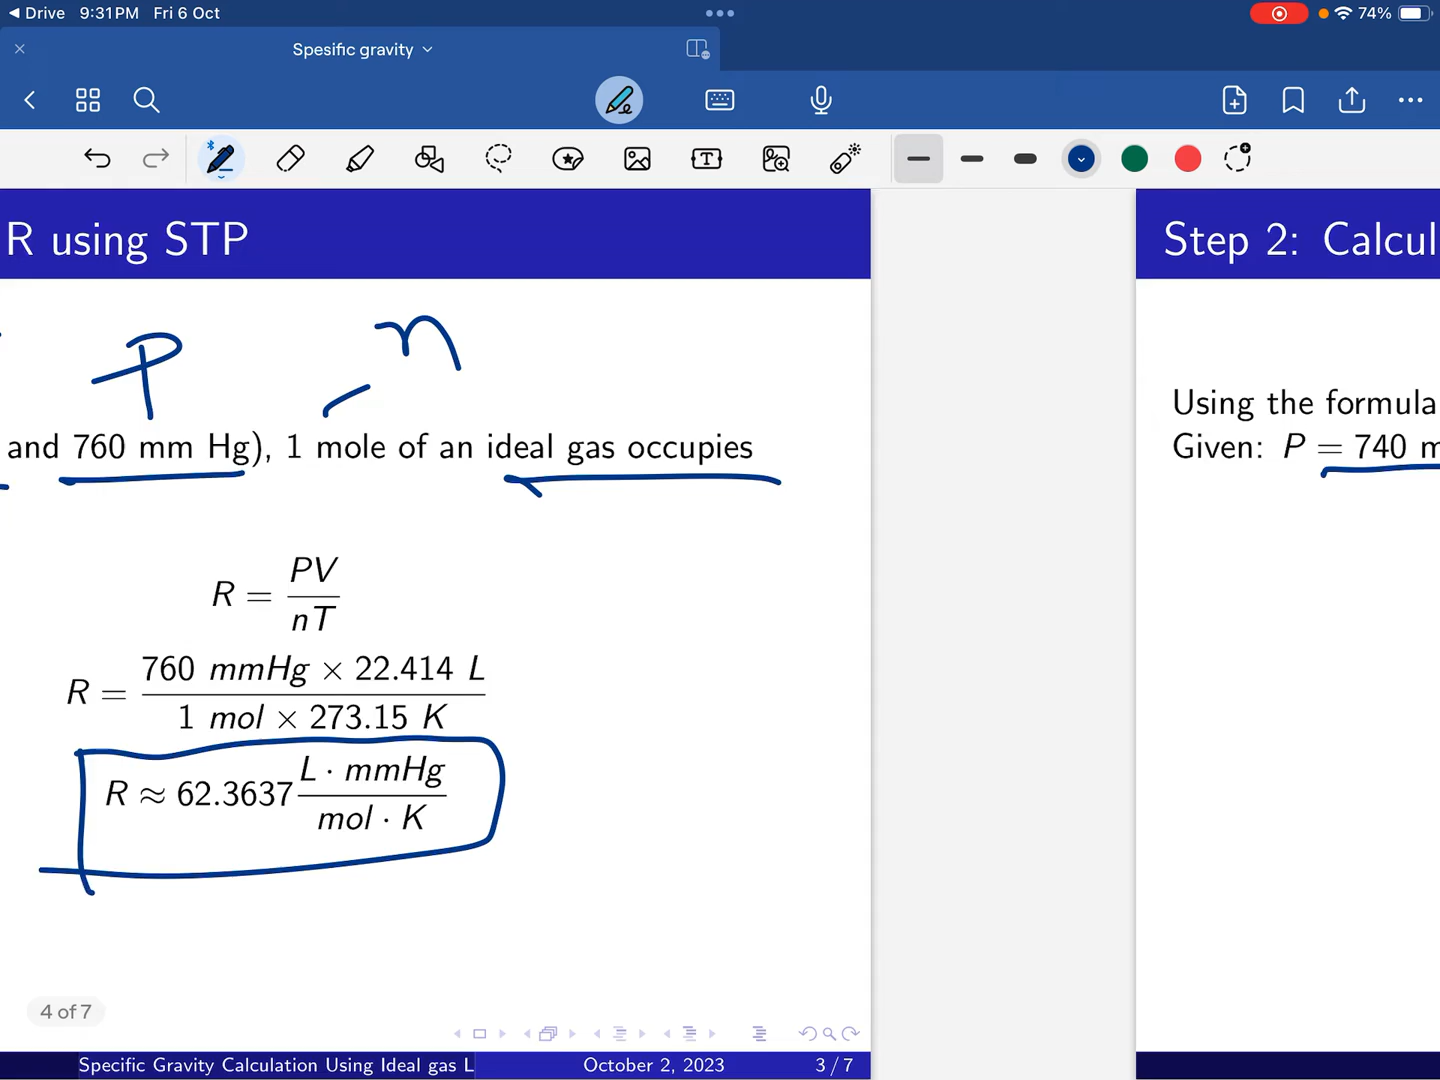 Drive 9:31PM Fri 6 Oct
74%
Spesific gravity
R using STP
P n
and 760 mm Hg), 1 mole of an ideal gas occupies
R = PV / nT
R = 760 mmHg × 22.414 L / 1 mol × 273.15 K
R ≈ 62.3637 L · mmHg / mol · K
4 of 7
Specific Gravity Calculation Using Ideal gas L October 2, 2023 3 / 7
Step 2: Calcul
Using the formula
Given: P = 740 m